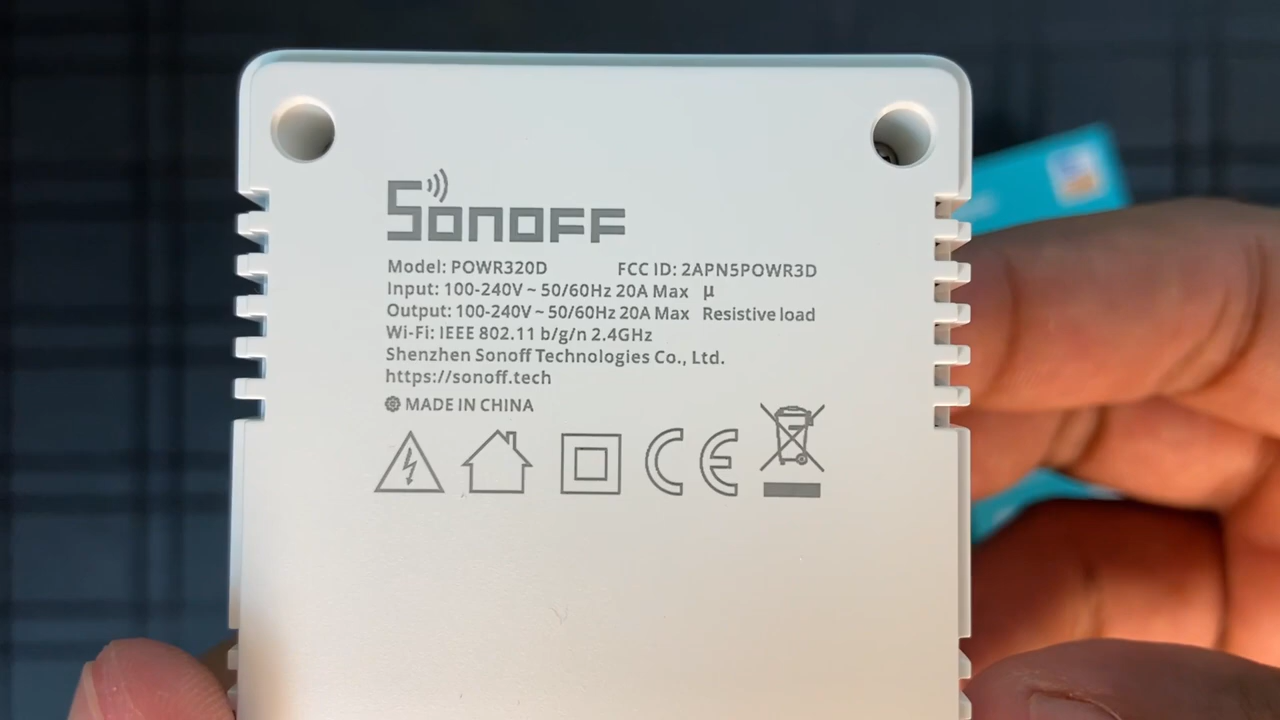 SONOFF
Model: POWR320D FCC ID: 2APN5POWR3D
Input: 100-240V ~ 50/60Hz 20A Max μ
Output: 100-240V ~ 50/60Hz 20A Max Resistive load
Wi-Fi: IEEE 802.11 b/g/n 2.4GHz
Shenzhen Sonoff Technologies Co., Ltd.
https://sonoff.tech
MADE IN CHINA
CE